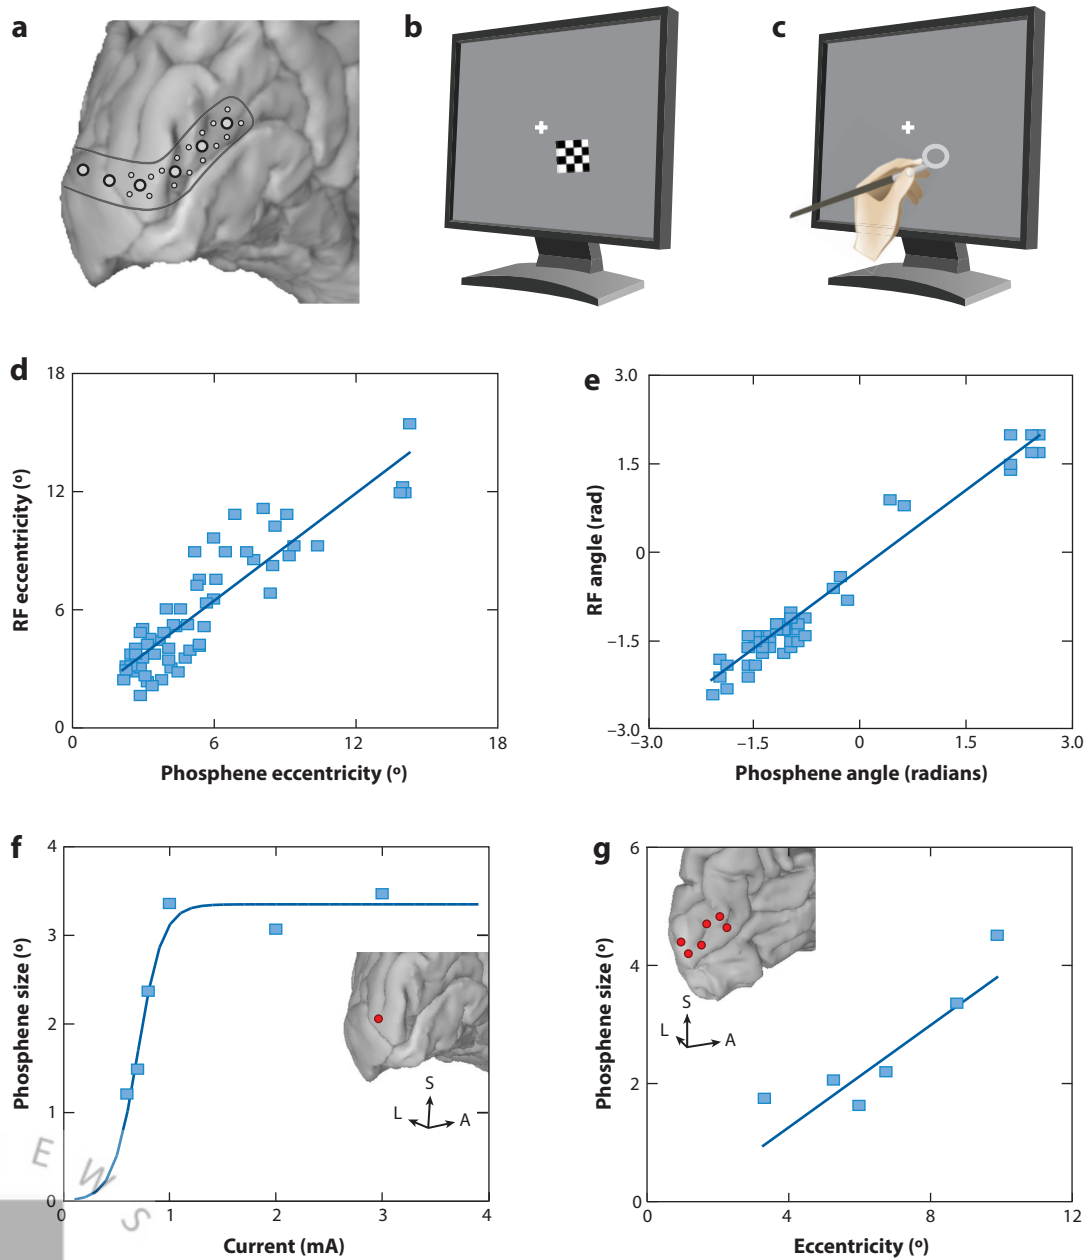 a
b
c
d
18
12
6
0
0
6
12
18
RF eccentricity (º)
Phosphene eccentricity (º)
e
3.0
1.5
0
−1.5
−3.0
−3.0
−1.5
0
1.5
3.0
RF angle (rad)
Phosphene angle (radians)
f
4
3
2
1
0
0
1
2
3
4
Phosphene size (º)
Current (mA)
S
L
A
E W S
g
6
4
2
0
0
4
8
12
Phosphene size (º)
Eccentricity (º)
S
L
A